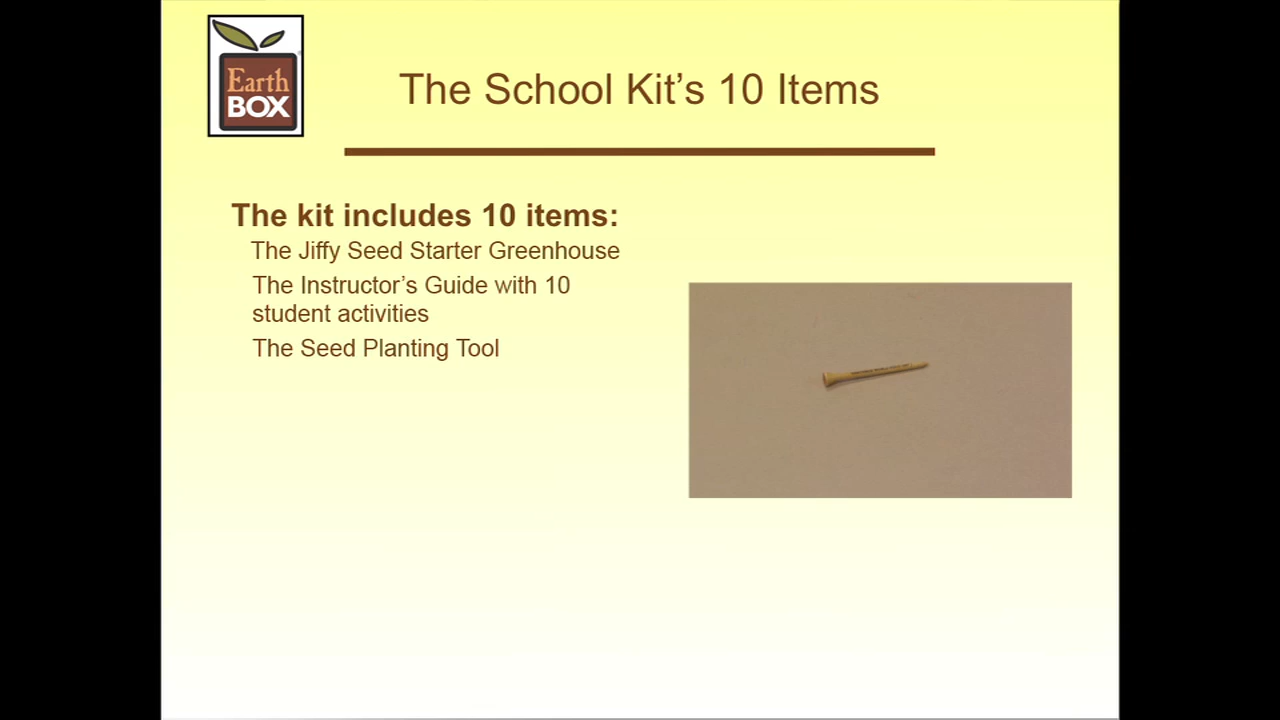 Earth
BOX
The School Kit’s 10 Items
The kit includes 10 items:
The Jiffy Seed Starter Greenhouse
The Instructor’s Guide with 10
student activities
The Seed Planting Tool